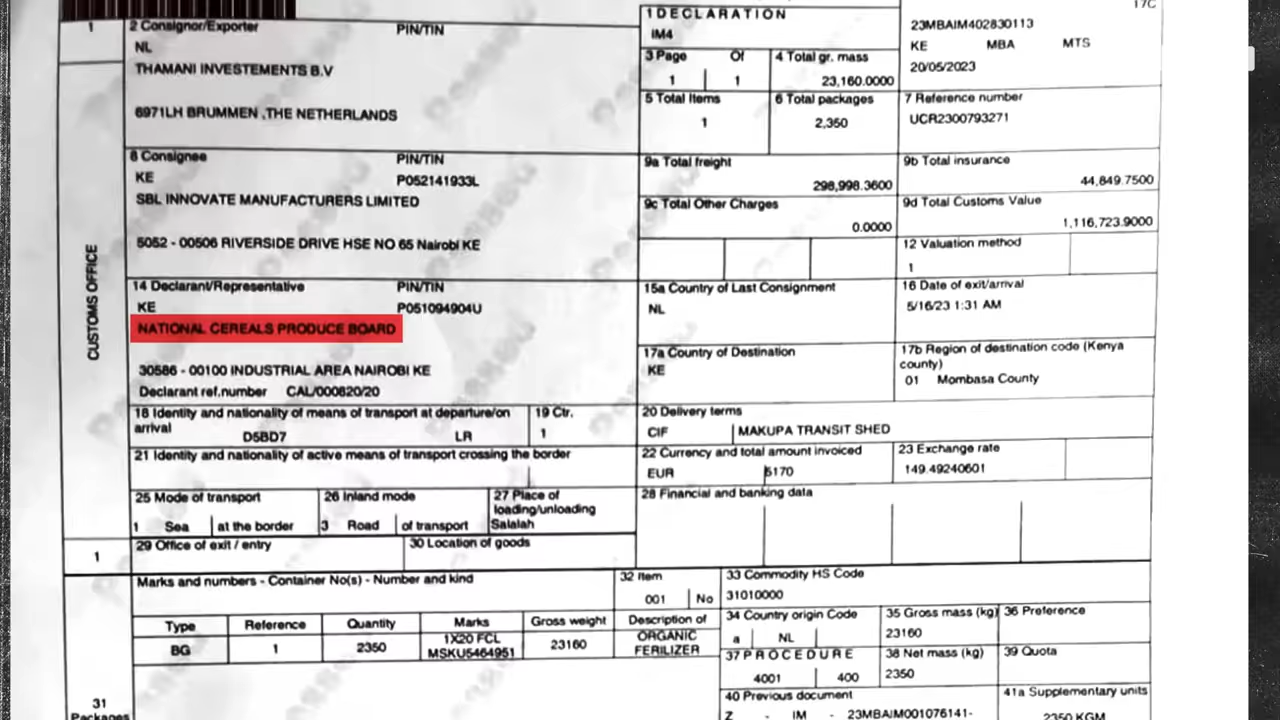 17C
1 DECLARATION
IM4
23MBAIM402830113
KE MBA MTS
20/05/2023
1
2 Consignor/Exporter PIN/TIN
NL
THAMANI INVESTEMENTS B.V
6971LH BRUMMEN ,THE NETHERLANDS
3 Page Of
1 1
4 Total gr. mass
23,160.0000
5 Total Items
1
6 Total packages
2,350
7 Reference number
UCR2300793271
8 Consignee PIN/TIN
KE P052141933L
SBL INNOVATE MANUFACTURERS LIMITED
5052 - 00506 RIVERSIDE DRIVE HSE NO 65 Nairobi KE
9a Total freight
298,998.3600
9b Total insurance
44,849.7500
9c Total Other Charges
0.0000
9d Total Customs Value
1,116,723.9000
12 Valuation method
1
CUSTOMS OFFICE
14 Declarant/Representative PIN/TIN
KE P051094904U
NATIONAL CEREALS PRODUCE BOARD
30586 - 00100 INDUSTRIAL AREA NAIROBI KE
Declarant ref.number CAU/000820/20
15a Country of Last Consignment
NL
16 Date of exit/arrival
5/16/23 1:31 AM
17a Country of Destination
KE
17b Region of destination code (Kenya
county)
01 Mombasa County
18 Identity and nationality of means of transport at departure/on
arrival
D5BD7 LR
19 Ctr.
1
20 Delivery terms
CIF MAKUPA TRANSIT SHED
21 Identity and nationality of active means of transport crossing the border
22 Currency and total amount invoiced
EUR 5170
23 Exchange rate
149.49240601
25 Mode of transport
1 Sea at the border
26 Inland mode
3 Road of transport
27 Place of
loading/unloading
Salalah
28 Financial and banking data
1
29 Office of exit / entry
30 Location of goods
Marks and numbers - Container No(s) - Number and kind
32 Item
001 No
33 Commodity HS Code
31010000
Type Reference Quantity Marks Gross weight Description of
BG 1 2350 1X20 FCL
MSKU5464951 23160 ORGANIC
FERILIZER
34 Country origin Code
a NL
35 Gross mass (kg)
23160
36 Preference
37 PROCEDURE
4001 400
38 Net mass (kg)
2350
39 Quota
31
Packages
40 Previous document
Z - IM - 23MBAIM001076141-
41a Supplementary units
2350 KGM